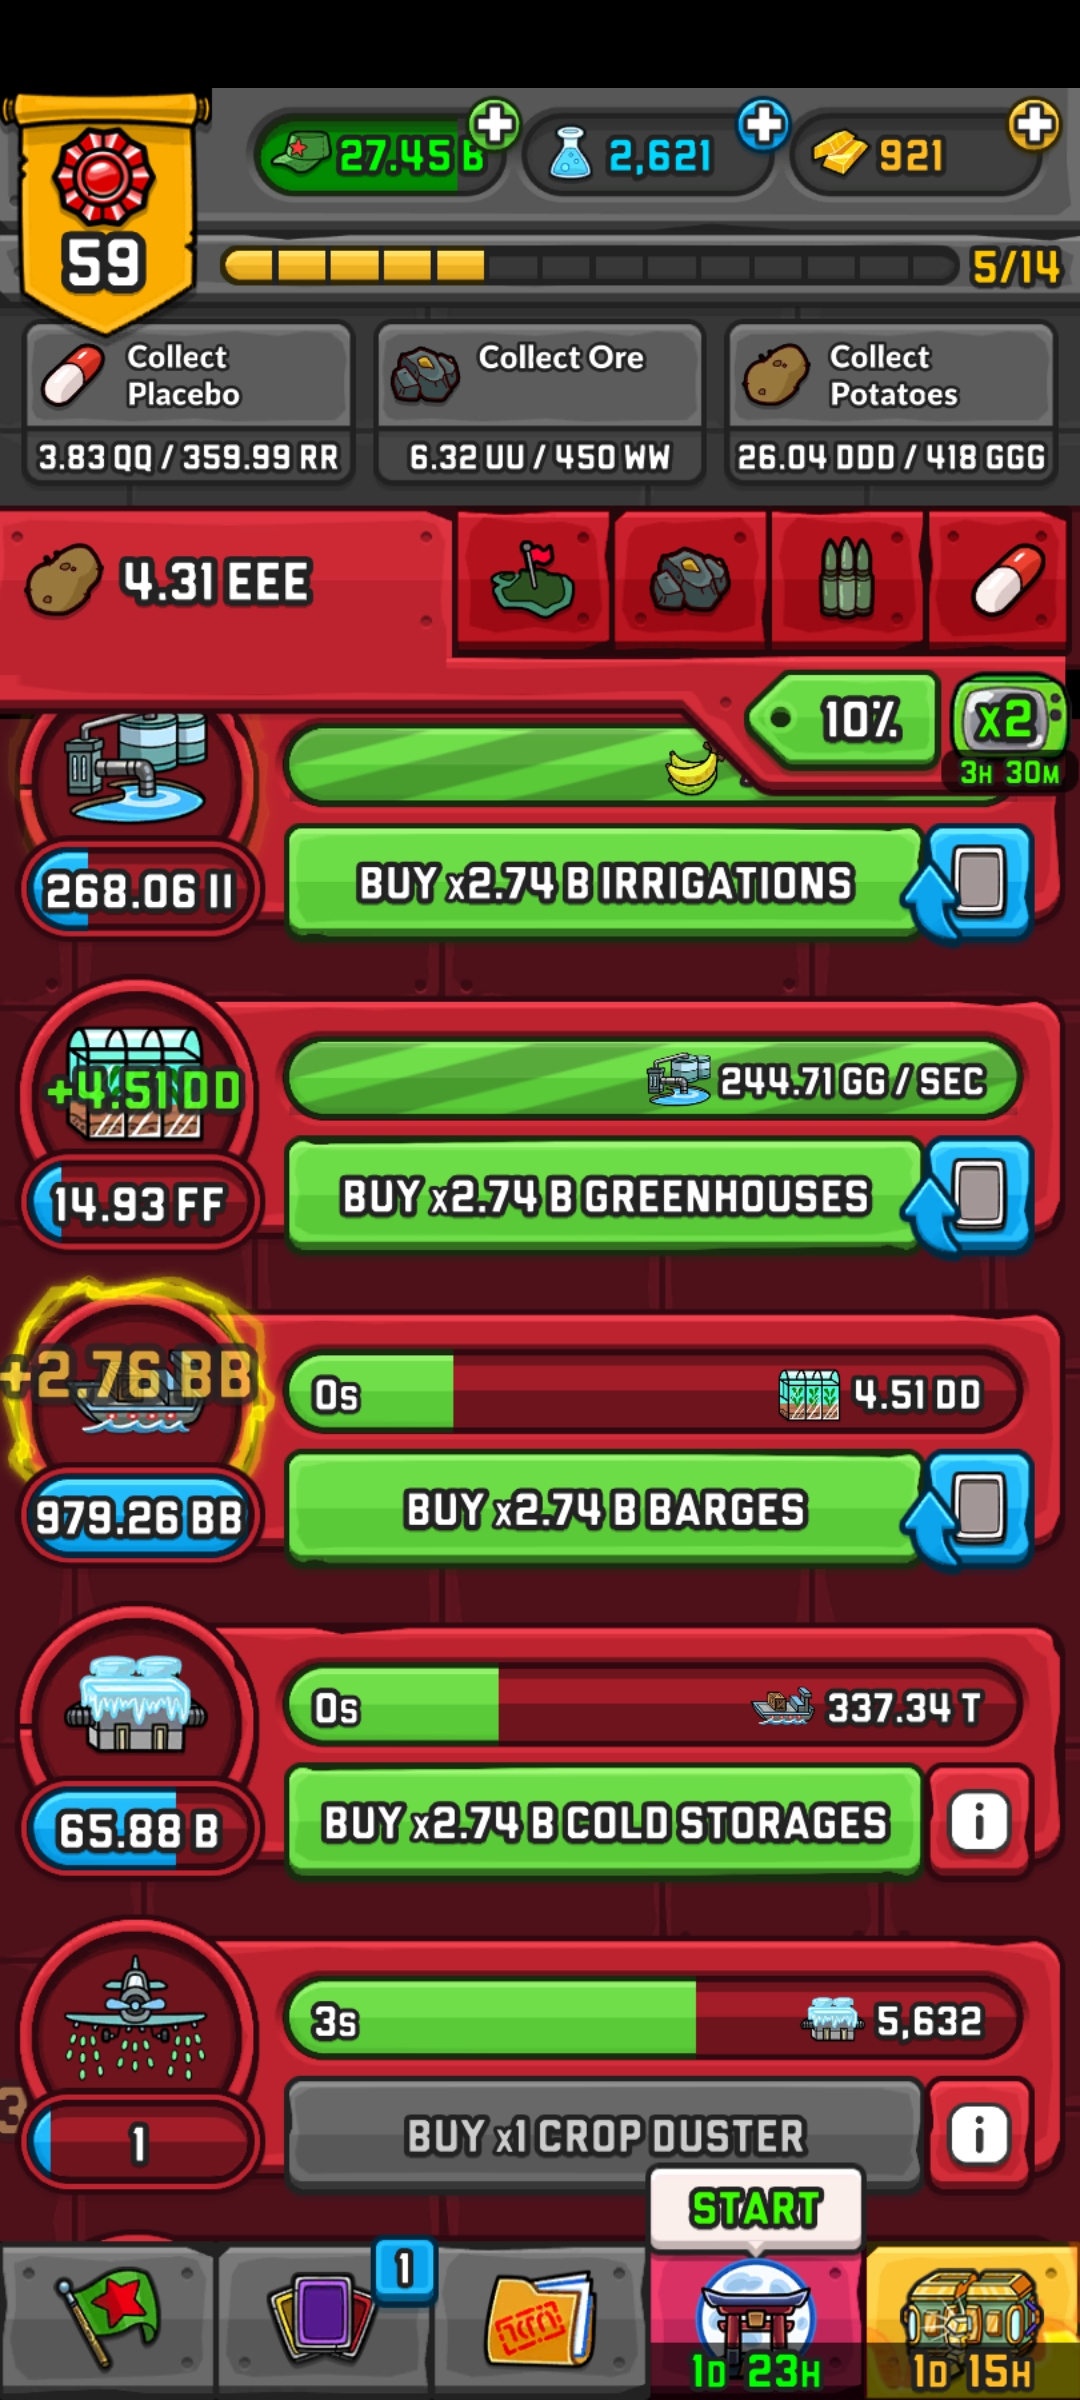 27.45 B
2,621
921
59
5/14
Collect
Placebo
3.83 QQ / 359.99 RR
Collect Ore
6.32 UU / 450 WW
Collect
Potatoes
26.04 DDD / 418 GGG
4.31 EEE
10%
x2
3H 30M
268.06 II
BUY x2.74 B IRRIGATIONS
+4.51 DD
244.71 GG / SEC
14.93 FF
BUY x2.74 B GREENHOUSES
+2.76 BB
0s
4.51 DD
979.26 BB
BUY x2.74 B BARGES
0s
337.34 T
65.88 B
BUY x2.74 B COLD STORAGES
i
3s
5,632
3
1
BUY x1 CROP DUSTER
i
START
1
1D 23H
1D 15H